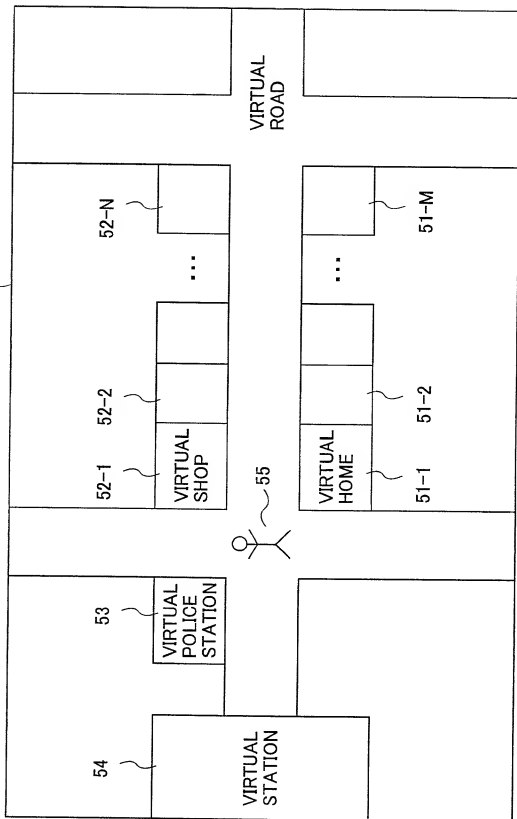 52-N
52-2
52-1
53
54
VIRTUAL
SHOP
...
VIRTUAL
POLICE
STATION
VIRTUAL
STATION
55
VIRTUAL
ROAD
VIRTUAL
HOME
...
51-1
51-2
51-M